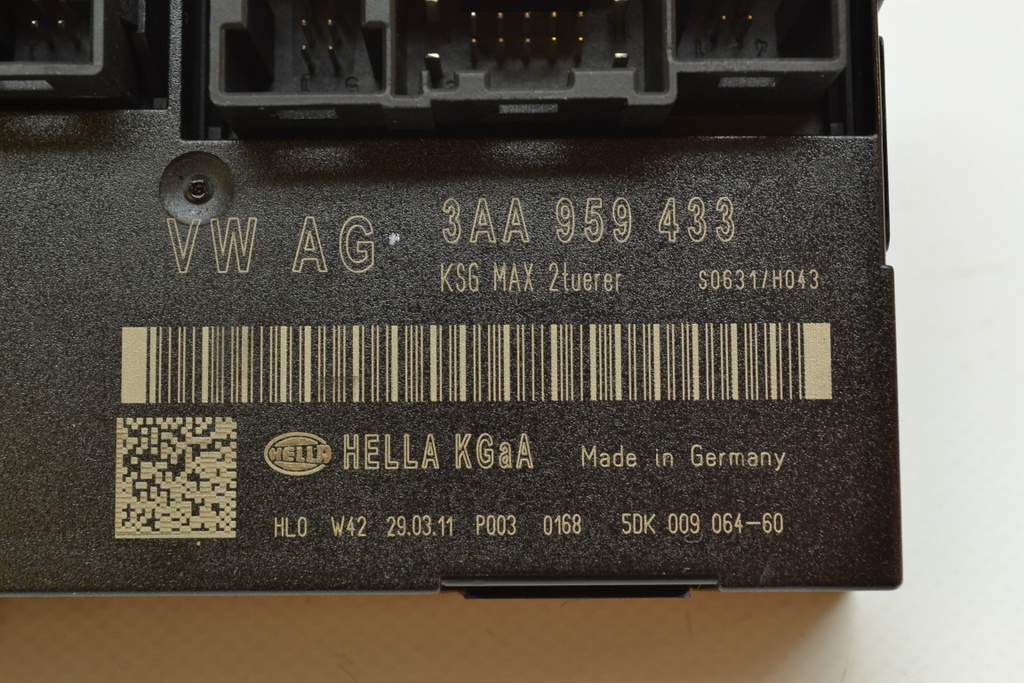 VW AG 3AA 959 433
KSG MAX 2tuerer S0631/H043
HELLA HELLA KGaA Made in Germany
HLO W42 29.03.11 P003 0168 5DK 009 064-60